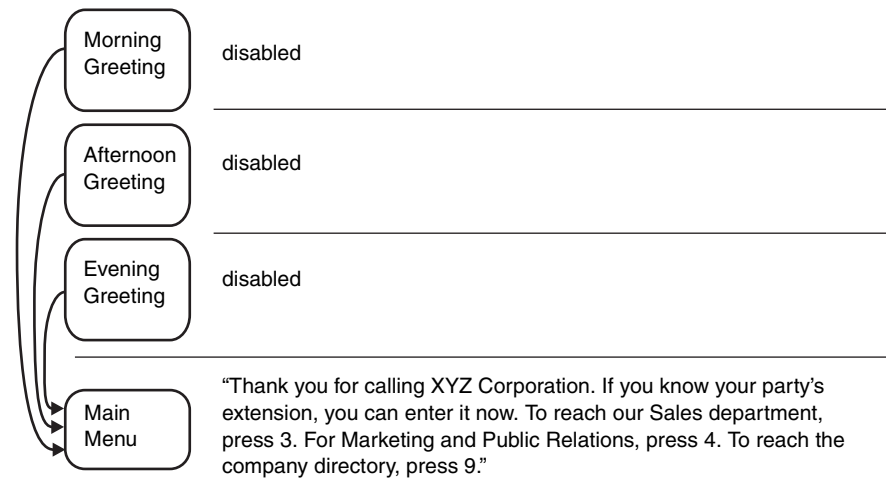 Morning
Greeting
disabled
Afternoon
Greeting
disabled
Evening
Greeting
disabled
Main
Menu
“Thank you for calling XYZ Corporation. If you know your party’s
extension, you can enter it now. To reach our Sales department,
press 3. For Marketing and Public Relations, press 4. To reach the
company directory, press 9.”